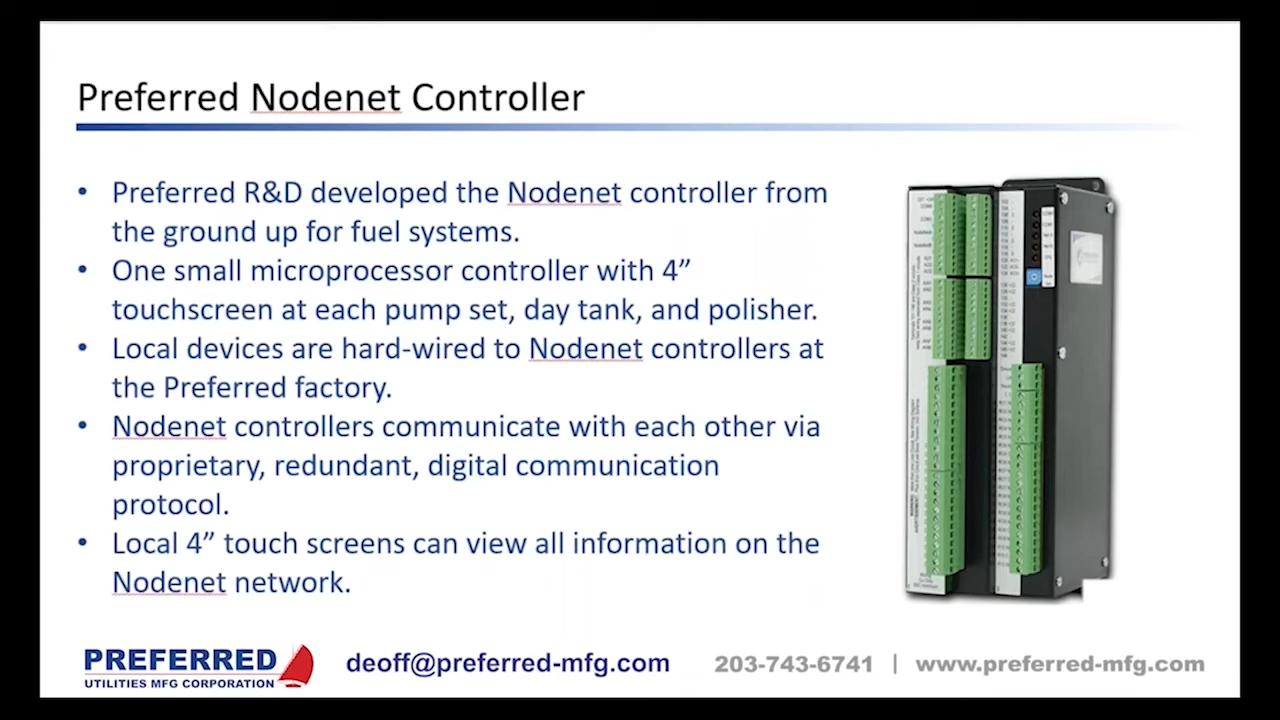 Preferred Nodenet Controller
• Preferred R&D developed the Nodenet controller from
the ground up for fuel systems.
• One small microprocessor controller with 4”
touchscreen at each pump set, day tank, and polisher.
• Local devices are hard-wired to Nodenet controllers at
the Preferred factory.
• Nodenet controllers communicate with each other via
proprietary, redundant, digital communication
protocol.
• Local 4” touch screens can view all information on the
Nodenet network.
PREFERRED
UTILITIES MFG CORPORATION
deoff@preferred-mfg.com
203-743-6741 | www.preferred-mfg.com